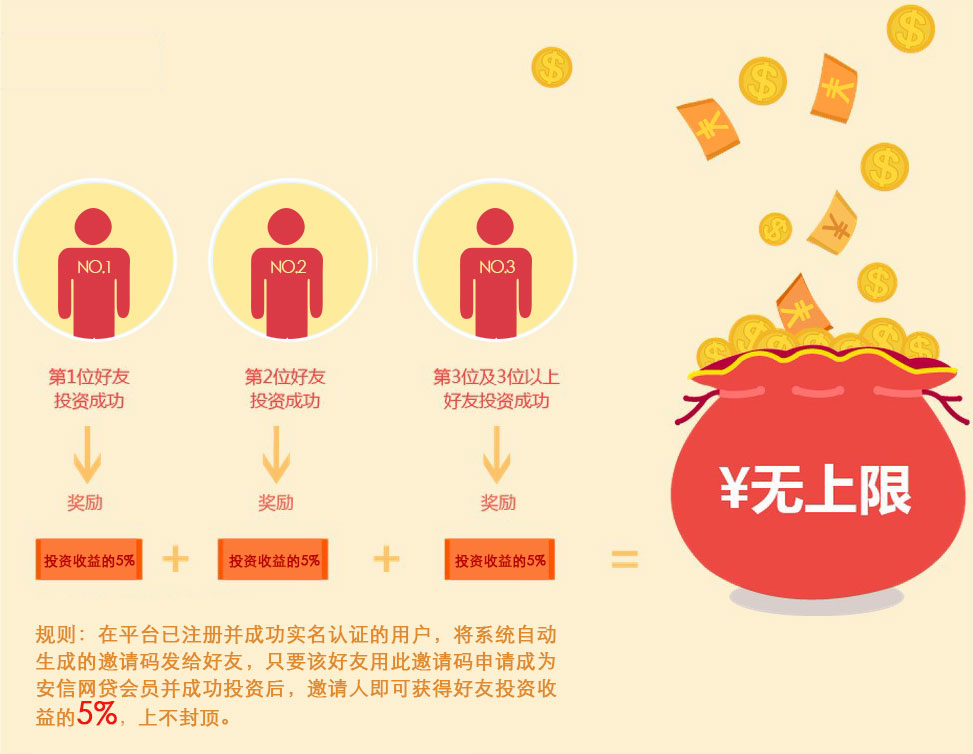 NO.1
NO.2
NO.3
第1位好友
投资成功
第2位好友
投资成功
第3位及3位以上
好友投资成功
奖励
奖励
奖励
投资收益的5%
+
投资收益的5%
+
投资收益的5%
=
¥无上限
规则：在平台已注册并成功实名认证的用户，将系统自动
生成的邀请码发给好友，只要该好友用此邀请码申请成为
安信网贷会员并成功投资后，邀请人即可获得好友投资收
益的5%，上不封顶。